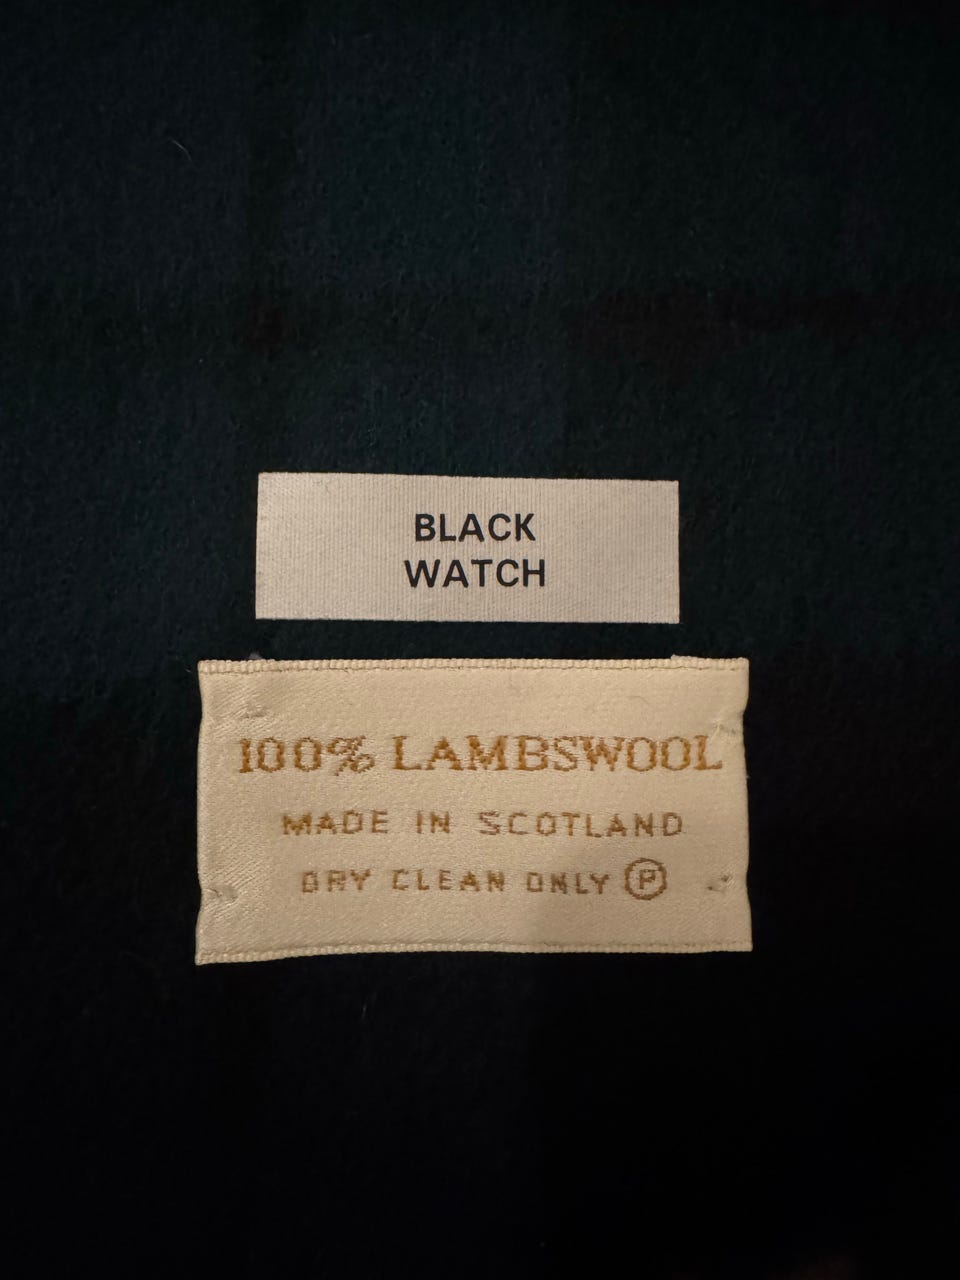 BLACK
WATCH
100% LAMBSWOOL
MADE IN SCOTLAND
DRY CLEAN ONLY Ⓟ